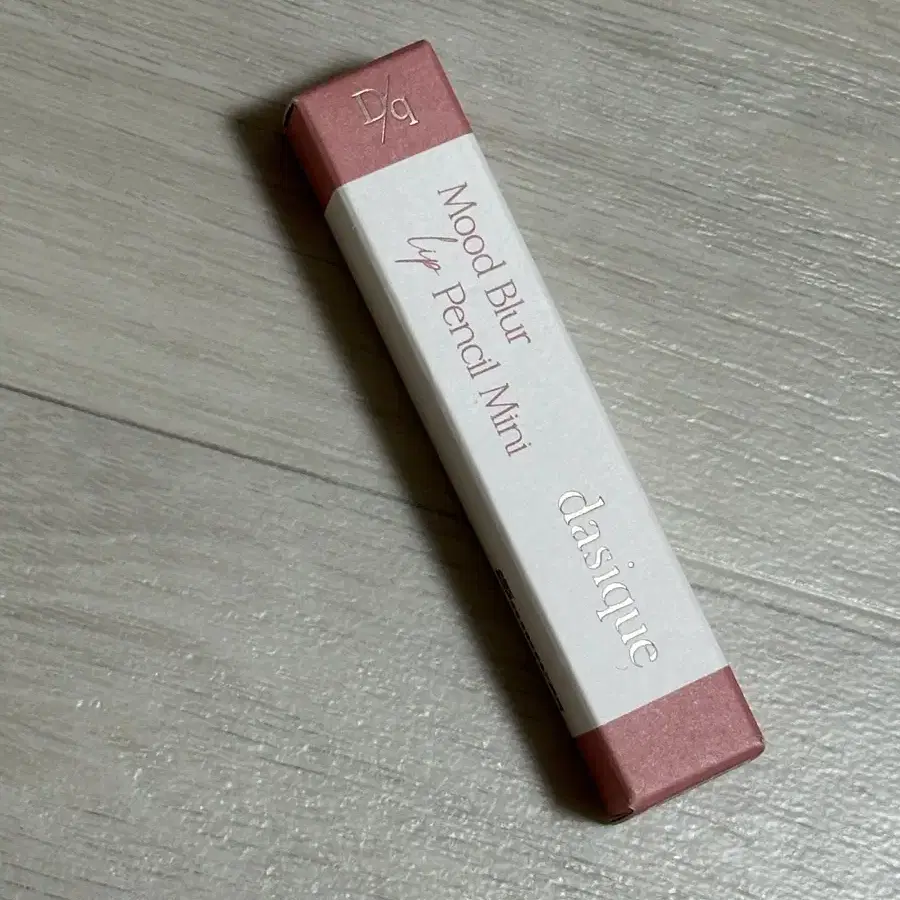 D/q
Mood Blur
lip Pencil Mini
dasique